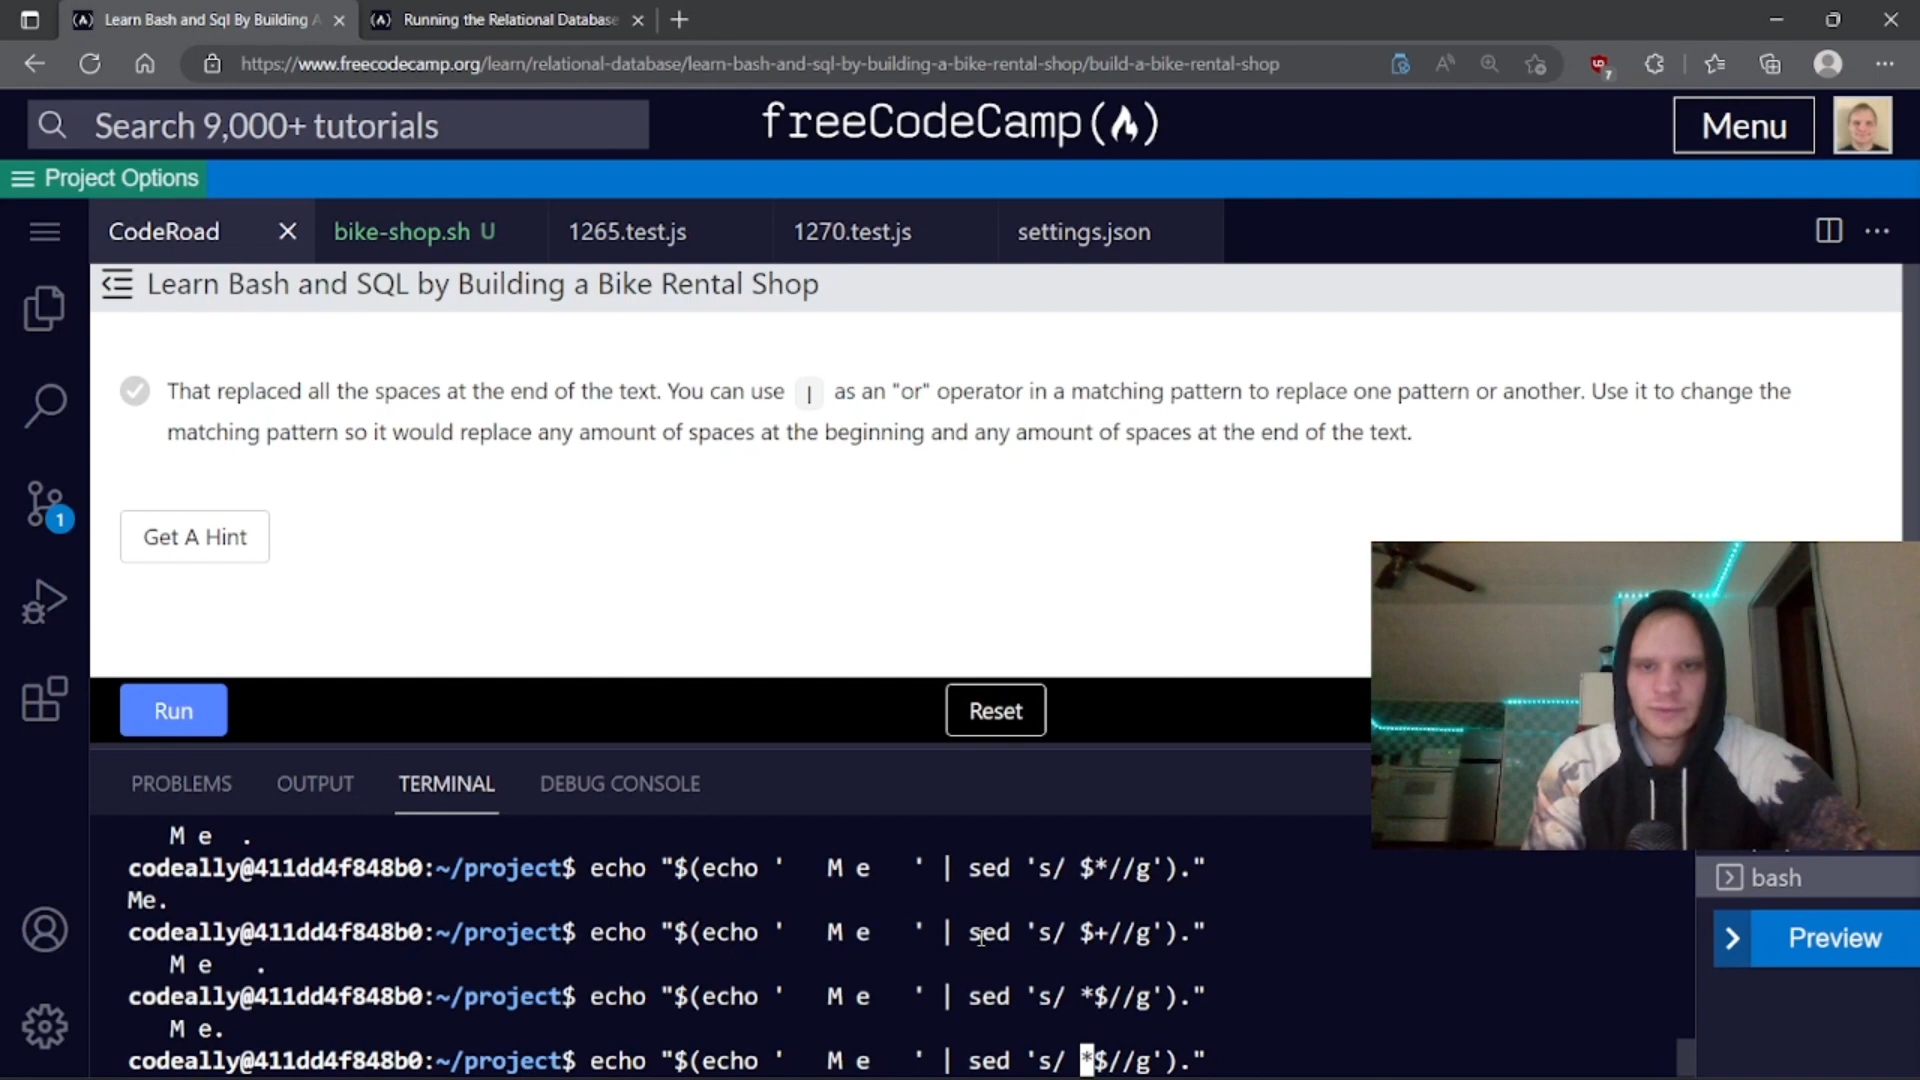 Learn Bash and Sql By Building A
Running the Relational Database
https://www.freecodecamp.org/learn/relational-database/learn-bash-and-sql-by-building-a-bike-rental-shop/build-a-bike-rental-shop
7
Search 9,000+ tutorials
freeCodeCamp
Menu
Project Options
CodeRoad
bike-shop.sh U
1265.test.js
1270.test.js
settings.json
Learn Bash and SQL by Building a Bike Rental Shop
That replaced all the spaces at the end of the text. You can use | as an "or" operator in a matching pattern to replace one pattern or another. Use it to change the
matching pattern so it would replace any amount of spaces at the beginning and any amount of spaces at the end of the text.
1
Get A Hint
Run
Reset
PROBLEMS
OUTPUT
TERMINAL
DEBUG CONSOLE
M e  .
codeally@411dd4f848b0:~/project$ echo "$(echo '   M e   ' | sed 's/ $*//g')."
Me.
codeally@411dd4f848b0:~/project$ echo "$(echo '   M e   ' | sed 's/ $+//g')."
M e   .
codeally@411dd4f848b0:~/project$ echo "$(echo '   M e   ' | sed 's/ *$//g')."
M e.
codeally@411dd4f848b0:~/project$ echo "$(echo '   M e   ' | sed 's/ *$//g')."
bash
Preview